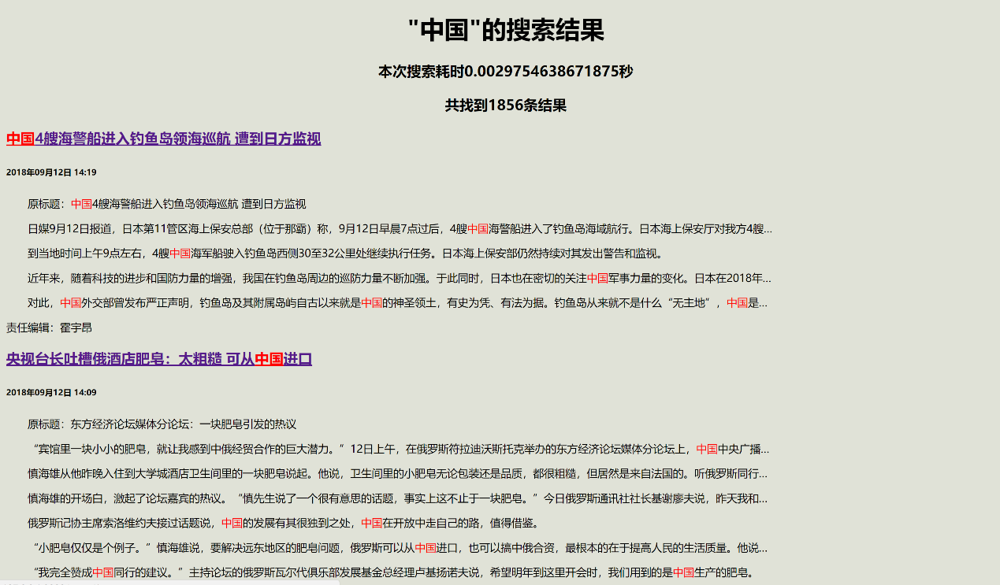 "中国"的搜索结果
本次搜索耗时0.0029754638671875秒
共找到1856条结果
中国4艘海警船进入钓鱼岛领海巡航 遭到日方监视
2018年09月12日 14:19
原标题：中国4艘海警船进入钓鱼岛领海巡航 遭到日方监视
日媒9月12日报道，日本第11管区海上保安总部（位于那霸）称，9月12日早晨7点过后，4艘中国海警船进入了钓鱼岛海域航行。日本海上保安厅对我方4艘...
到当地时间上午9点左右，4艘中国海军船驶入钓鱼岛西侧30至32公里处继续执行任务。日本海上保安部仍然持续对其发出警告和监视。
近年来，随着科技的进步和国防力量的增强，我国在钓鱼岛周边的巡防力量不断加强。于此同时，日本也在密切的关注中国军事力量的变化。日本在2018年...
对此，中国外交部曾发布严正声明，钓鱼岛及其附属岛屿自古以来就是中国的神圣领土，有史为凭、有法为据。钓鱼岛从来就不是什么“无主地”，中国是...
责任编辑：霍宇昂
央视台长吐槽俄酒店肥皂：太粗糙 可从中国进口
2018年09月12日 14:09
原标题：东方经济论坛媒体分论坛：一块肥皂引发的热议
“宾馆里一块小小的肥皂，就让我感到中俄经贸合作的巨大潜力。”12日上午，在俄罗斯符拉迪沃斯托克举办的东方经济论坛媒体分论坛上，中国中央广播...
慎海雄从他昨晚入住到大学城酒店卫生间里的一块肥皂说起。他说，卫生间里的小肥皂无论包装还是品质，都很粗糙，但居然是来自法国的。听俄罗斯同行...
慎海雄的开场白，激起了论坛嘉宾的热议。“慎先生说了一个很有意思的话题，事实上这不止于一块肥皂。”今日俄罗斯通讯社社长基谢廖夫说，昨天我和...
俄罗斯记协主席索洛维约夫接过话题说，中国的发展有其很独到之处，中国在开放中走自己的路，值得借鉴。
“小肥皂仅仅是个例子。”慎海雄说，要解决远东地区的肥皂问题，俄罗斯可以从中国进口，也可以搞中俄合资，最根本的在于提高人民的生活质量。他说...
“我完全赞成中国同行的建议。”主持论坛的俄罗斯瓦尔代俱乐部发展基金总经理卢基扬诺夫说，希望明年到这里开会时，我们用到的是中国生产的肥皂。